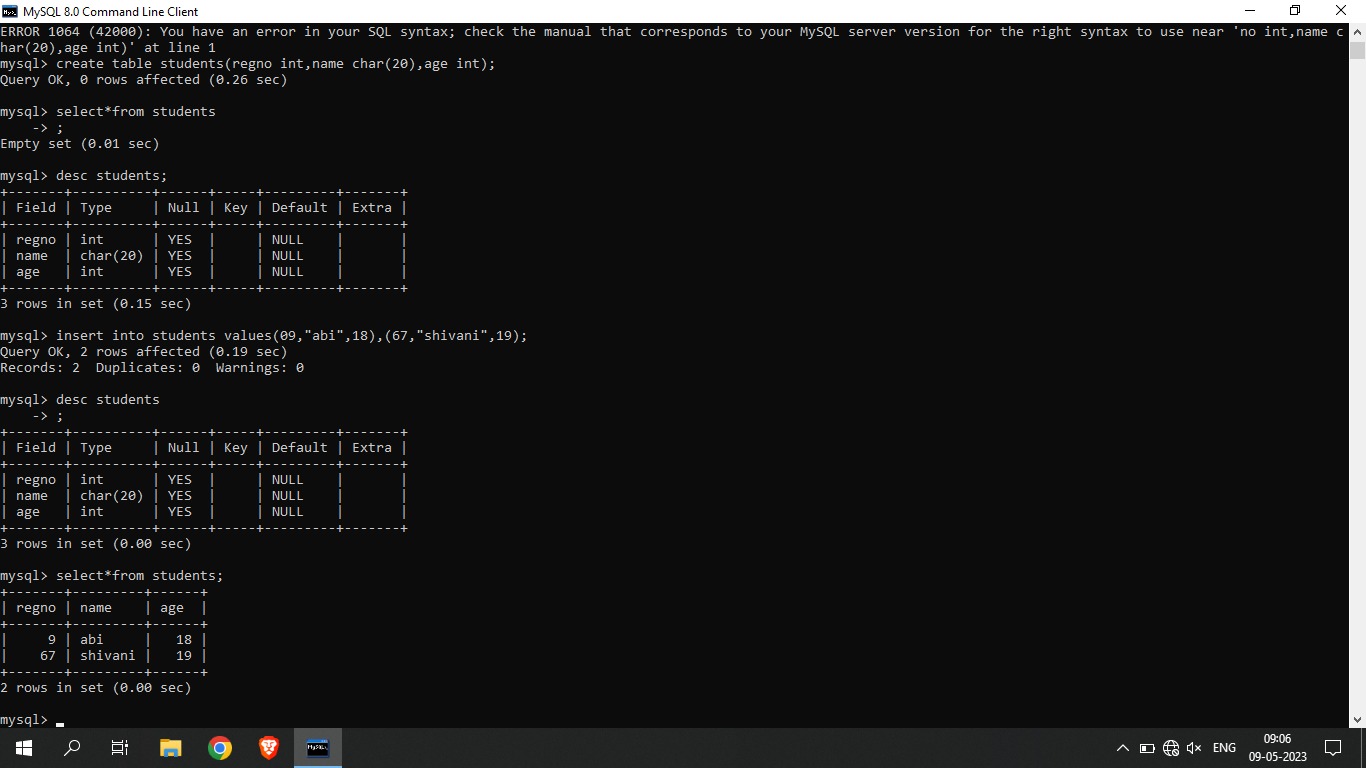 MySQL 8.0 Command Line Client
ERROR 1064 (42000): You have an error in your SQL syntax; check the manual that corresponds to your MySQL server version for the right syntax to use near 'no int,name c
har(20),age int)' at line 1
mysql> create table students(regno int,name char(20),age int);
Query OK, 0 rows affected (0.26 sec)
mysql> select*from students
    -> ;
Empty set (0.01 sec)
mysql> desc students;
+-------+----------+------+-----+---------+-------+
| Field | Type     | Null | Key | Default | Extra |
+-------+----------+------+-----+---------+-------+
| regno | int      | YES  |     | NULL    |       |
| name  | char(20) | YES  |     | NULL    |       |
| age   | int      | YES  |     | NULL    |       |
+-------+----------+------+-----+---------+-------+
3 rows in set (0.15 sec)
mysql> insert into students values(09,"abi",18),(67,"shivani",19);
Query OK, 2 rows affected (0.19 sec)
Records: 2  Duplicates: 0  Warnings: 0
mysql> desc students
    -> ;
+-------+----------+------+-----+---------+-------+
| Field | Type     | Null | Key | Default | Extra |
+-------+----------+------+-----+---------+-------+
| regno | int      | YES  |     | NULL    |       |
| name  | char(20) | YES  |     | NULL    |       |
| age   | int      | YES  |     | NULL    |       |
+-------+----------+------+-----+---------+-------+
3 rows in set (0.00 sec)
mysql> select*from students;
+-------+---------+------+
| regno | name    | age  |
+-------+---------+------+
|     9 | abi     |   18 |
|    67 | shivani |   19 |
+-------+---------+------+
2 rows in set (0.00 sec)
mysql> _
ENG
09:06
09-05-2023